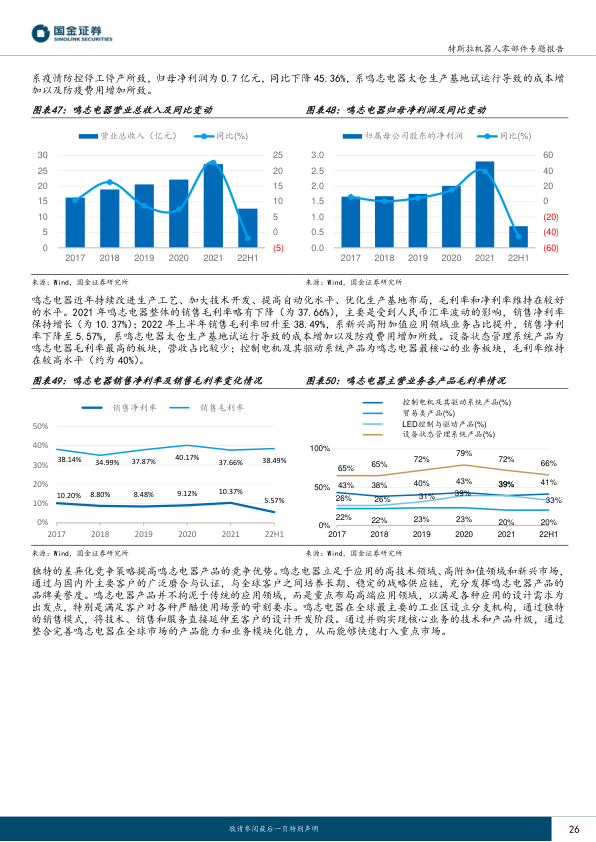 国金证券
SINOLINK SECURITIES
特斯拉机器人零部件专题报告
系疫情防控停工停产所致，归母净利润为 0.7 亿元，同比下降 45.36%，系鸣志电器太仓生产基地试运行导致的成本增
加以及防疫费用增加所致。
图表47：鸣志电器营业总收入及同比变动
营业总收入（亿元） 同比(%)
30 25
25 20
20 15
15 10
10 5
5 0
0 (5)
2017 2018 2019 2020 2021 22H1
来源：Wind，国金证券研究所
图表48：鸣志电器归母净利润及同比变动
归属母公司股东的净利润 同比(%)
3.0 60
2.5 40
2.0 20
1.5 0
1.0 (20)
0.5 (40)
0.0 (60)
2017 2018 2019 2020 2021 22H1
来源：Wind，国金证券研究所
鸣志电器近年持续改进生产工艺、加大技术开发、提高自动化水平、优化生产基地布局，毛利率和净利率维持在较好
的水平。2021 年鸣志电器整体的销售毛利率略有下降（为 37.66%），主要是受到人民币汇率波动的影响，销售净利率
保持增长（为 10.37%）；2022 年上半年销售毛利率回升至 38.49%，系新兴高附加值应用领域业务占比提升，销售净利
率下降至 5.57%，系鸣志电器太仓生产基地试运行导致的成本增加以及防疫费用增加所致。设备状态管理系统产品为
鸣志电器毛利率最高的板块，营收占比较少；控制电机及其驱动系统产品为鸣志电器最核心的业务板块，毛利率维持
在较高水平（约为 40%）。
图表49：鸣志电器销售净利率及销售毛利率变化情况
销售净利率 销售毛利率
50%
40%
30%
20%
10%
0%
38.14% 34.99% 37.87% 40.17% 37.66% 38.49%
10.20% 8.80% 8.48% 9.12% 10.37% 5.57%
2017 2018 2019 2020 2021 22H1
来源：Wind，国金证券研究所
图表50：鸣志电器主营业务各产品毛利率情况
控制电机及其驱动系统产品(%)
贸易类产品(%)
LED控制与驱动产品(%)
设备状态管理系统产品(%)
100%
50%
0%
65% 65% 72% 79% 72% 66%
43% 38% 40% 43% 39% 41%
26% 26% 31% 39% 33%
22% 22% 23% 23% 20% 20%
2017 2018 2019 2020 2021 22H1
来源：Wind，国金证券研究所
独特的差异化竞争策略提高鸣志电器产品的竞争优势。鸣志电器立足于应用的高技术领域、高附加值领域和新兴市场，
通过与国内外主要客户的广泛磨合与认证，与全球客户之间培养长期、稳定的战略供应链，充分发挥鸣志电器产品的
品牌美誉度。鸣志电器产品并不拘泥于传统的应用领域，而是重点布局高端应用领域，以满足各种应用的设计需求为
出发点，特别是满足客户对各种严酷使用场景的苛刻要求。鸣志电器在全球最主要的工业区设立分支机构，通过独特
的销售模式，将技术、销售和服务直接延伸至客户的设计开发阶段。通过并购实现核心业务的技术和产品升级，通过
整合完善鸣志电器在全球市场的产品能力和业务模块化能力，从而能够快速打入重点市场。
敬请参阅最后一页特别声明
26